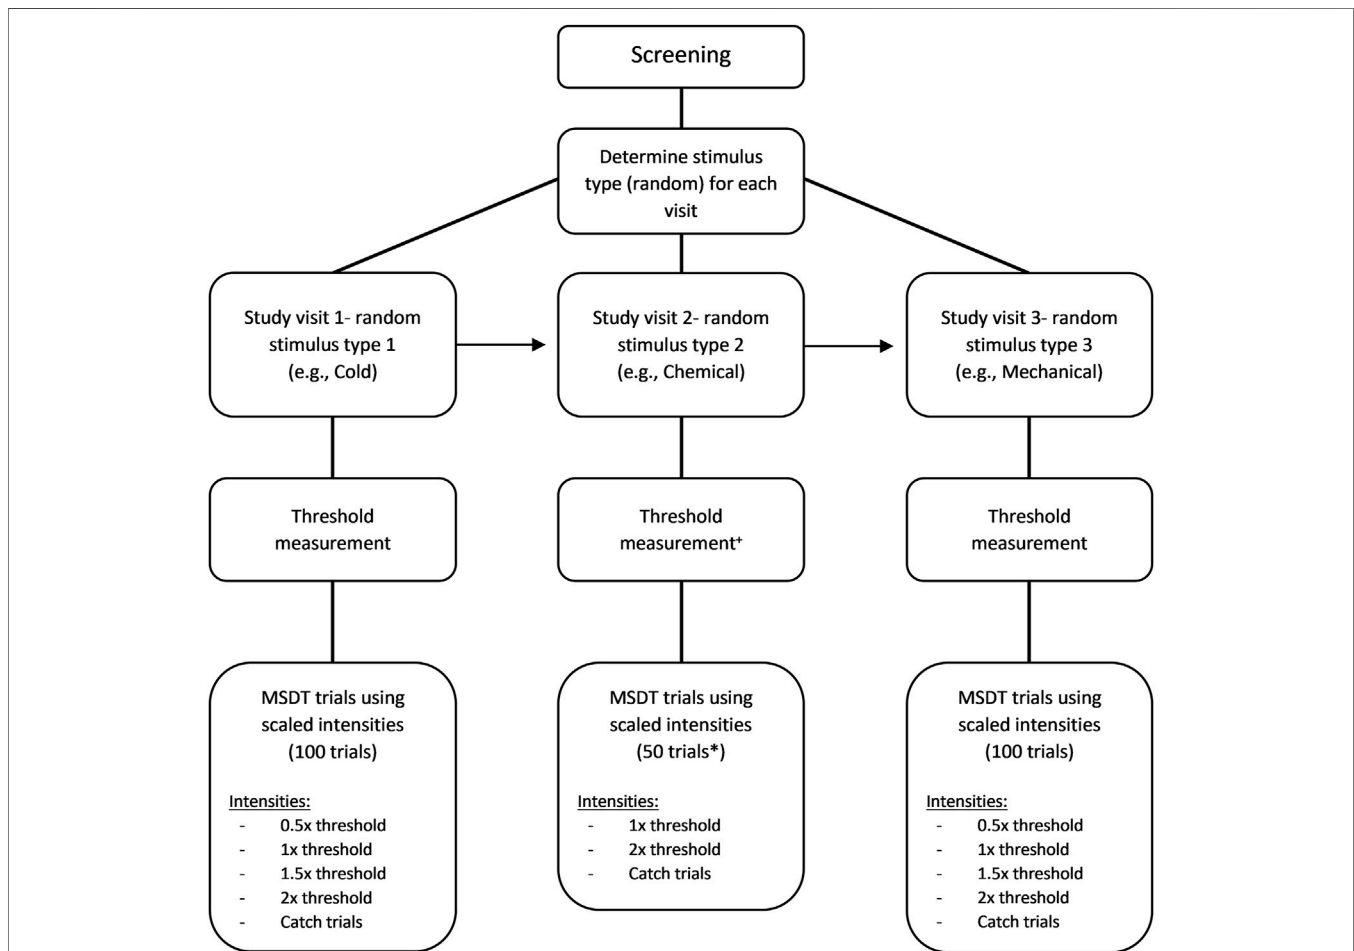 Screening
Determine stimulus
type (random) for each
visit
Study visit 1- random
stimulus type 1
(e.g., Cold)
Study visit 2- random
stimulus type 2
(e.g., Chemical)
Study visit 3- random
stimulus type 3
(e.g., Mechanical)
Threshold
measurement
Threshold
measurement⁺
Threshold
measurement
MSDT trials using
scaled intensities
(100 trials)
Intensities:
- 0.5x threshold
- 1x threshold
- 1.5x threshold
- 2x threshold
- Catch trials
MSDT trials using
scaled intensities
(50 trials*)
Intensities:
- 1x threshold
- 2x threshold
- Catch trials
MSDT trials using
scaled intensities
(100 trials)
Intensities:
- 0.5x threshold
- 1x threshold
- 1.5x threshold
- 2x threshold
- Catch trials